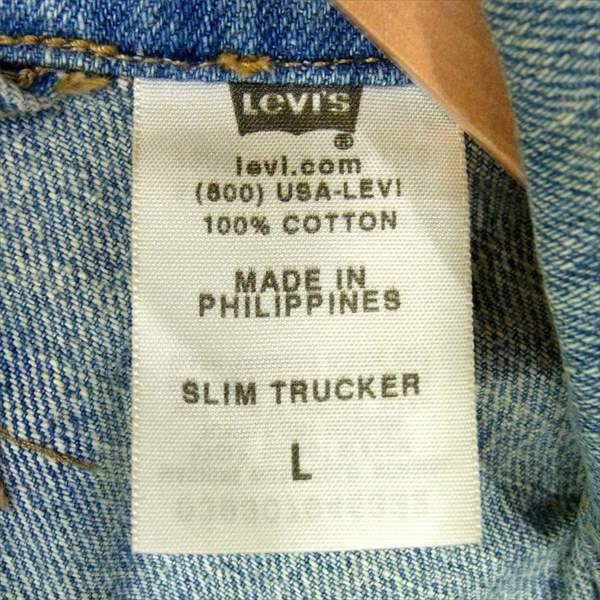 LEVI'S
®
levi.com
(800) USA-LEVI
100% COTTON
MADE IN
PHILIPPINES
SLIM TRUCKER
L